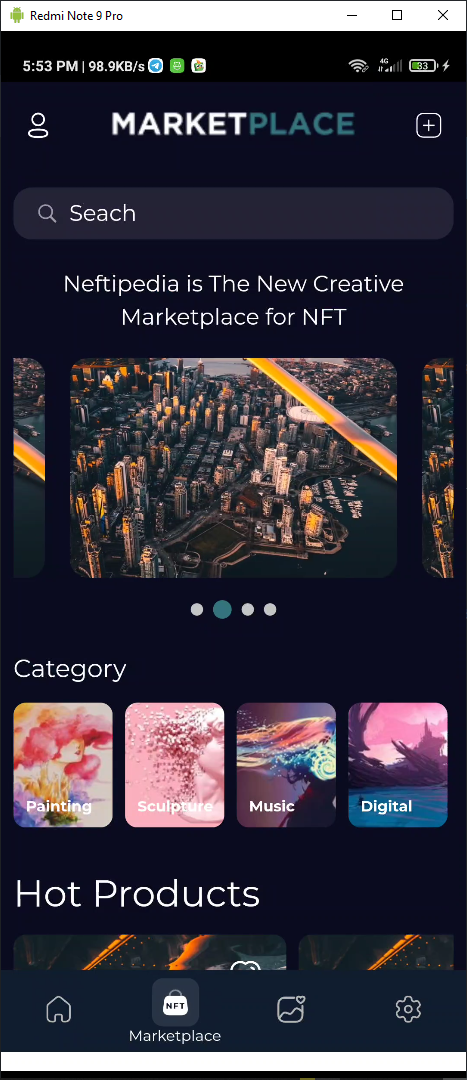 Redmi Note 9 Pro
5:53 PM | 98.9KB/s
4G
83
MARKETPLACE
Seach
Neftipedia is The New Creative
Marketplace for NFT
Category
Painting
Sculpture
Music
Digital
Hot Products
NFT
Marketplace